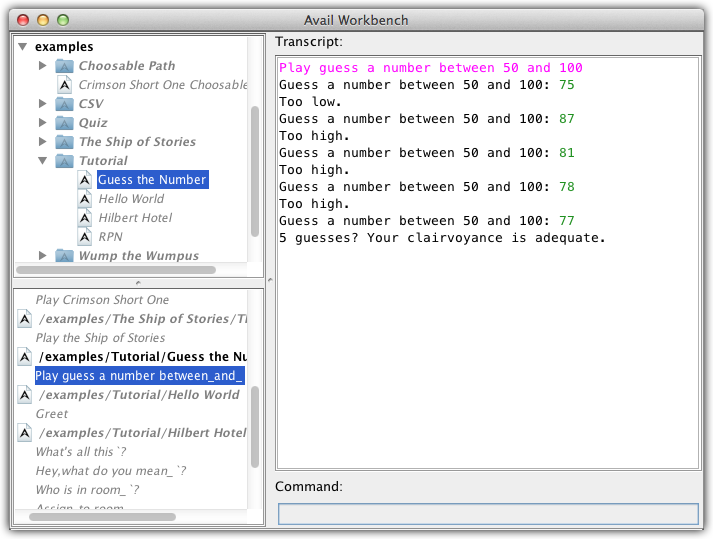 Avail Workbench
examples
Choosable Path
Crimson Short One Choosable
CSV
Quiz
The Ship of Stories
Tutorial
Guess the Number
Hello World
Hilbert Hotel
RPN
Wump the Wumpus
Play Crimson Short One
/examples/The Ship of Stories/Th
Play the Ship of Stories
/examples/Tutorial/Guess the Nu
Play guess a number between_and_
/examples/Tutorial/Hello World
Greet
/examples/Tutorial/Hilbert Hotel
What's all this`?
Hey,what do you mean_`?
Who is in room_`?
Assign_to room_
Transcript:
Play guess a number between 50 and 100
Guess a number between 50 and 100: 75
Too low.
Guess a number between 50 and 100: 87
Too high.
Guess a number between 50 and 100: 81
Too high.
Guess a number between 50 and 100: 78
Too high.
Guess a number between 50 and 100: 77
5 guesses? Your clairvoyance is adequate.
Command: